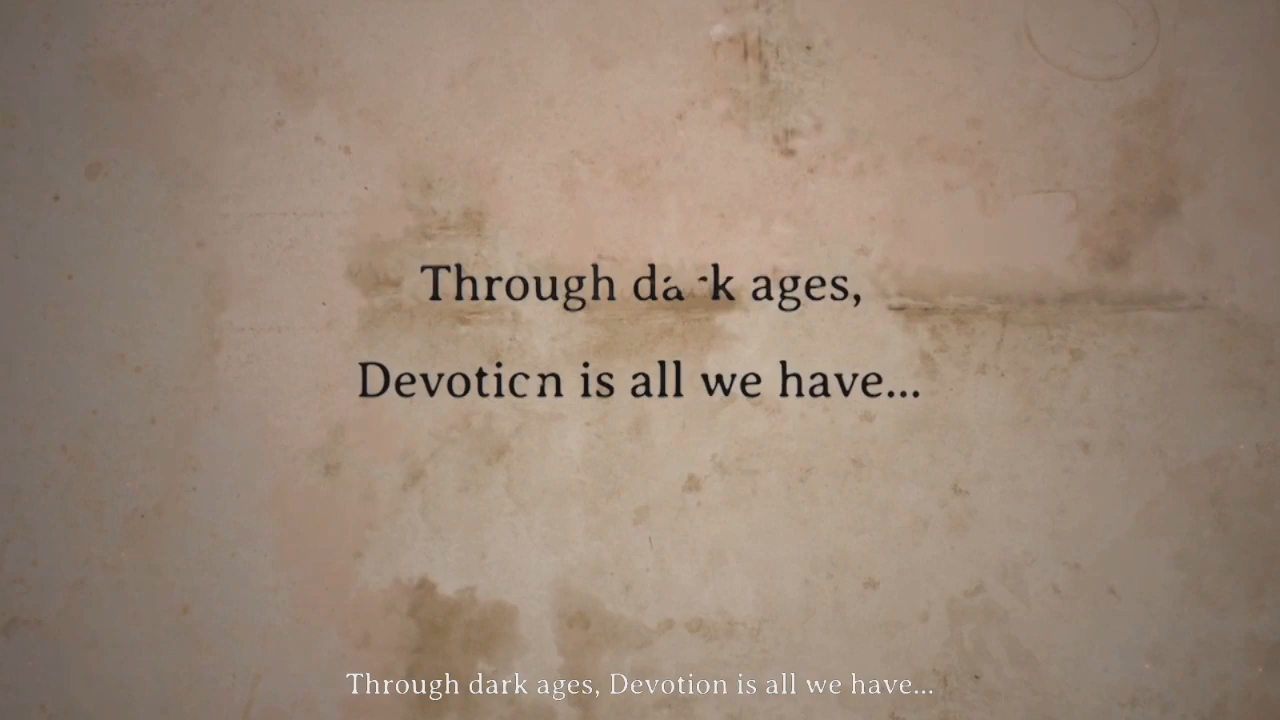 Through dark ages,
Devotion is all we have...
Through dark ages, Devotion is all we have...